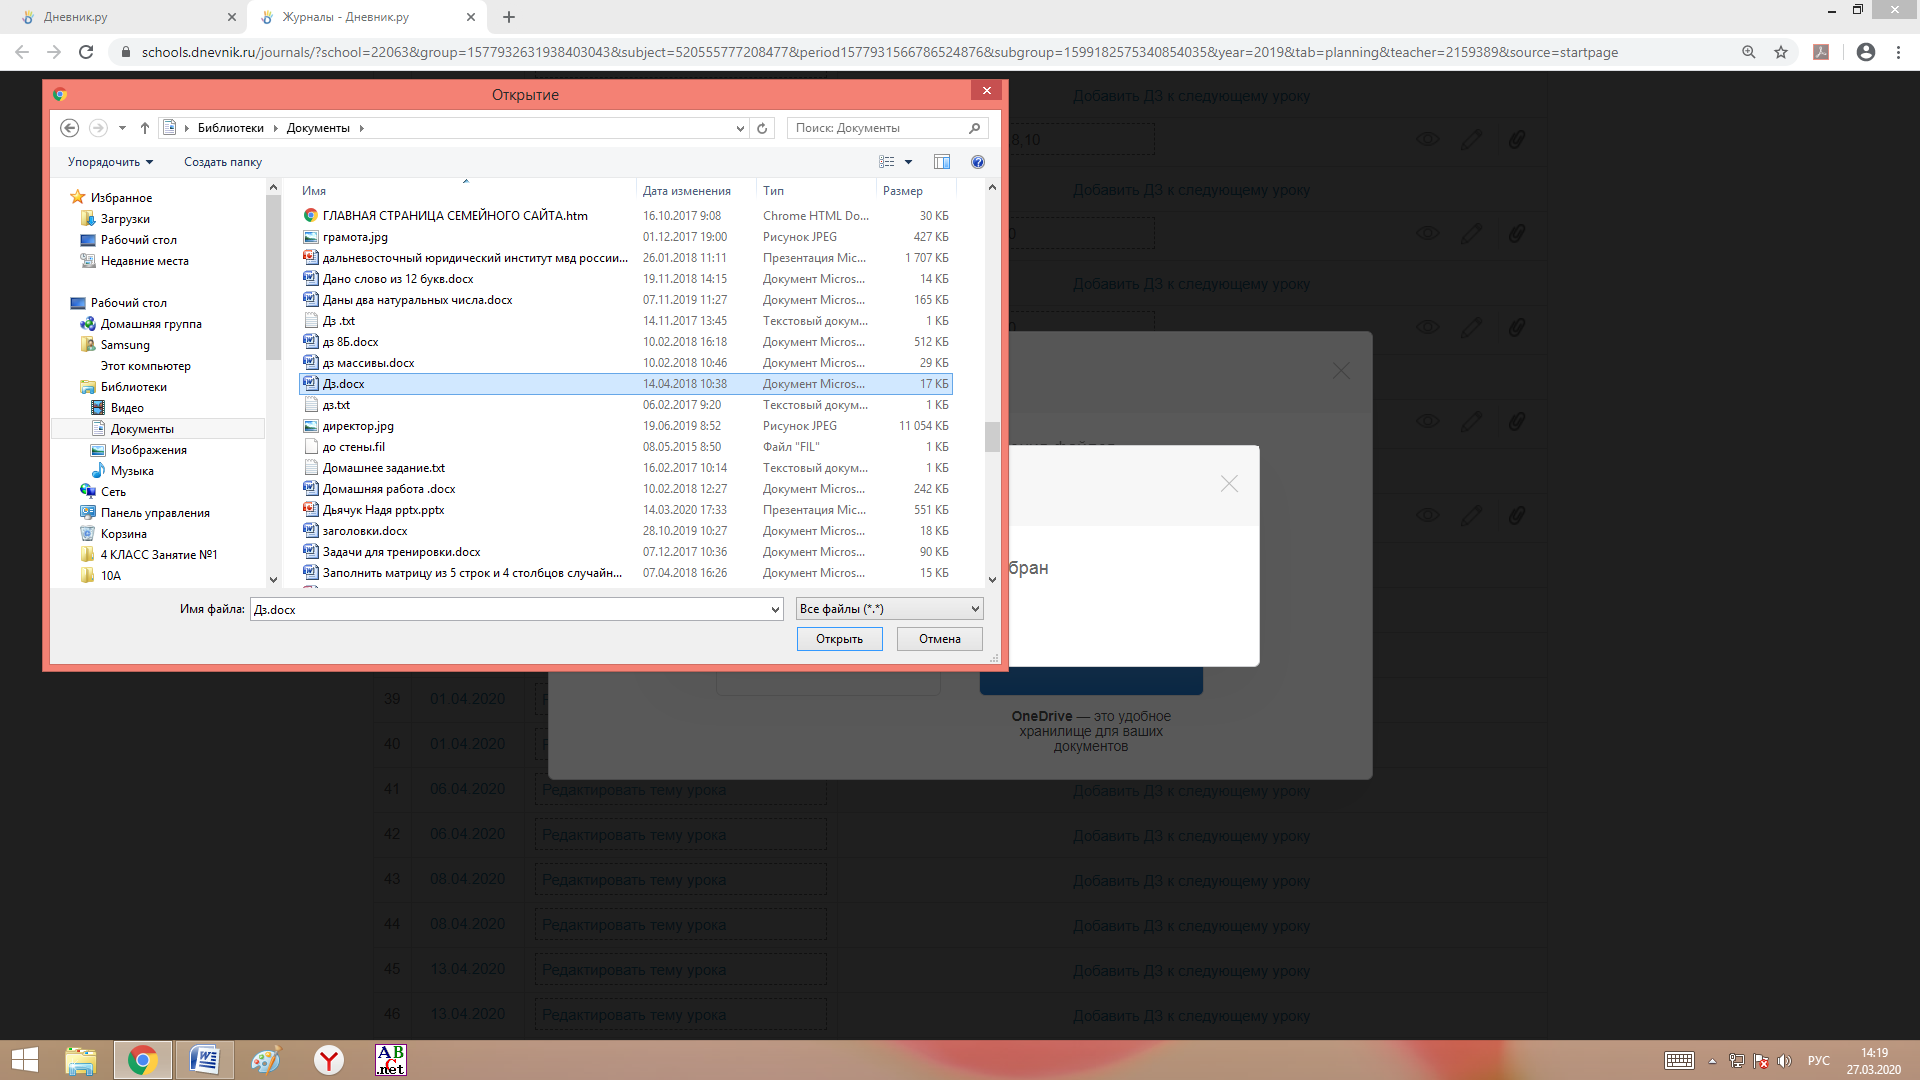 Дневник.ру
Журналы - Дневник.ру
schools.dnevnik.ru/journals/?school=22063&group=1577932631938403043&subject=520555777208477&period1577931566786524876&subgroup=1599182575340854035&year=2019&tab=planning&teacher=2159389&source=startpage
Открытие
Библиотеки
Документы
Поиск: Документы
Упорядочить
Создать папку
Избранное
Загрузки
Рабочий стол
Недавние места
Рабочий стол
Домашняя группа
Samsung
Этот компьютер
Библиотеки
Видео
Документы
Изображения
Музыка
Сеть
Панель управления
Корзина
4 КЛАСС Занятие №1
10А
Имя Дата изменения Тип Размер
ГЛАВНАЯ СТРАНИЦА СЕМЕЙНОГО САЙТА.htm 16.10.2017 9:08 Chrome HTML Do... 30 КБ
грамота.jpg 01.12.2017 19:00 Рисунок JPEG 427 КБ
дальневосточный юридический институт мвд россии... 26.01.2018 11:11 Презентация Mic... 1 707 КБ
Дано слово из 12 букв.docx 19.11.2018 14:15 Документ Micros... 14 КБ
Даны два натуральных числа.docx 07.11.2019 11:27 Документ Micros... 165 КБ
Дз .txt 14.11.2017 13:45 Текстовый докум... 1 КБ
дз 8Б.docx 10.02.2018 16:18 Документ Micros... 512 КБ
дз массивы.docx 10.02.2018 10:46 Документ Micros... 29 КБ
Дз.docx 14.04.2018 10:38 Документ Micros... 17 КБ
дз.txt 06.02.2017 9:20 Текстовый докум... 1 КБ
директор.jpg 19.06.2019 8:52 Рисунок JPEG 11 054 КБ
до стены.fil 08.05.2015 8:50 Файл "FIL" 1 КБ
Домашнее задание.txt 16.02.2017 10:14 Текстовый докум... 1 КБ
Домашняя работа .docx 10.02.2018 12:27 Документ Micros... 242 КБ
Дьячук Надя pptx.pptx 14.03.2020 17:33 Презентация Mic... 551 КБ
заголовки.docx 28.10.2019 10:27 Документ Micros... 18 КБ
Задачи для тренировки.docx 07.12.2017 10:36 Документ Micros... 90 КБ
Заполнить матрицу из 5 строк и 4 столбцов случайн... 07.04.2018 16:26 Документ Micros... 15 КБ
Имя файла: Дз.docx Все файлы (*.*)
Открыть Отмена
Добавить ДЗ к следующему уроку
8,10
Добавить ДЗ к следующему уроку
0
Добавить ДЗ к следующему уроку
0
бран
OneDrive — это удобное
хранилище для ваших
документов
39 01.04.2020
40 01.04.2020
41 06.04.2020 Редактировать тему урока Добавить ДЗ к следующему уроку
42 06.04.2020 Редактировать тему урока Добавить ДЗ к следующему уроку
43 08.04.2020 Редактировать тему урока Добавить ДЗ к следующему уроку
44 08.04.2020 Редактировать тему урока Добавить ДЗ к следующему уроку
45 13.04.2020 Редактировать тему урока Добавить ДЗ к следующему уроку
46 13.04.2020 Редактировать тему урока Добавить ДЗ к следующему уроку
ABC
.net
РУС
14:19
27.03.2020